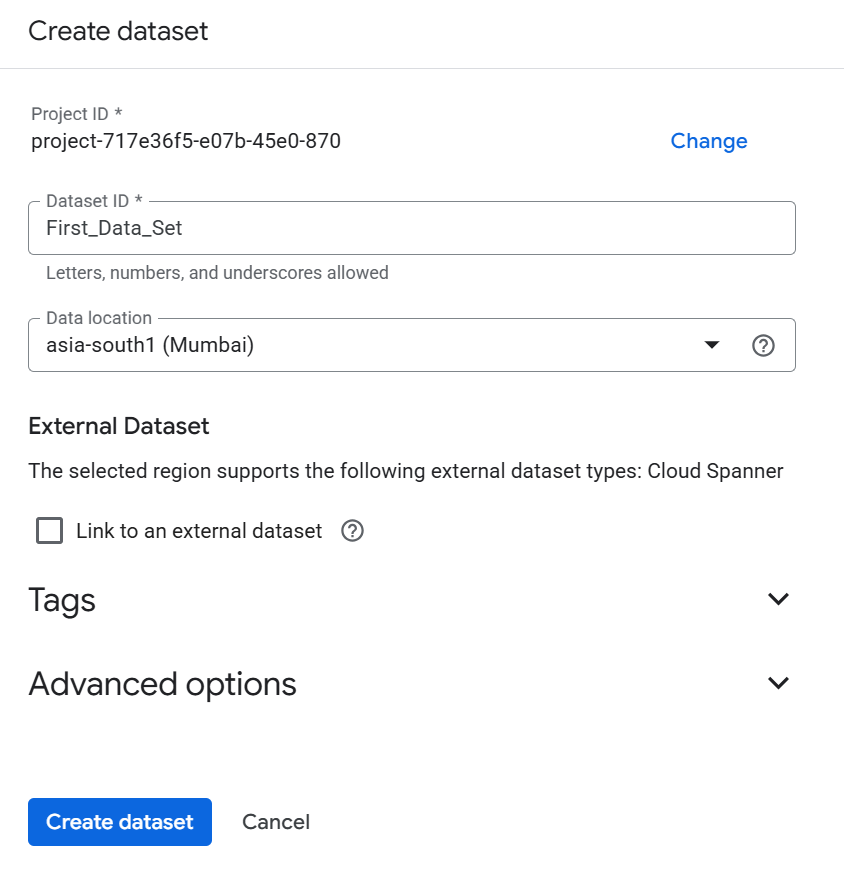 Create dataset
Project ID *
project-717e36f5-e07b-45e0-870
Change
Dataset ID *
First_Data_Set
Letters, numbers, and underscores allowed
Data location
asia-south1 (Mumbai)
External Dataset
The selected region supports the following external dataset types: Cloud Spanner
Link to an external dataset
Tags
Advanced options
Create dataset
Cancel